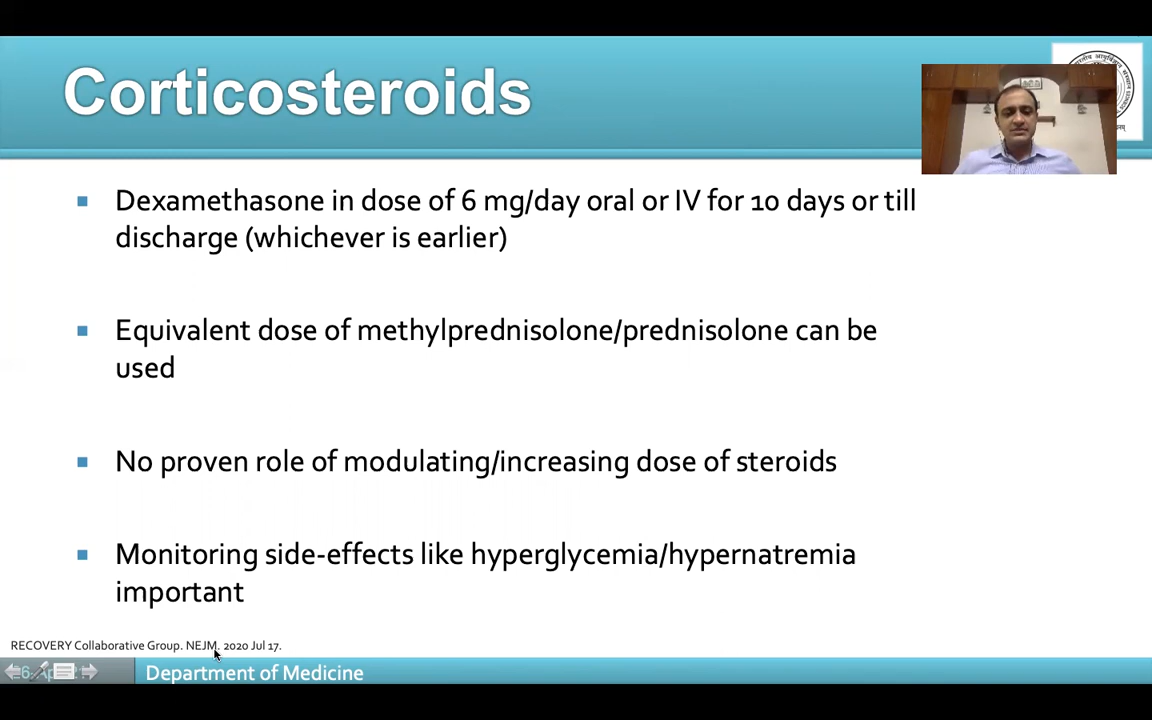 Corticosteroids
Dexamethasone in dose of 6 mg/day oral or IV for 10 days or till
discharge (whichever is earlier)
Equivalent dose of methylprednisolone/prednisolone can be
used
No proven role of modulating/increasing dose of steroids
Monitoring side-effects like hyperglycemia/hypernatremia
important
RECOVERY Collaborative Group. NEJM. 2020 Jul 17.
Department of Medicine